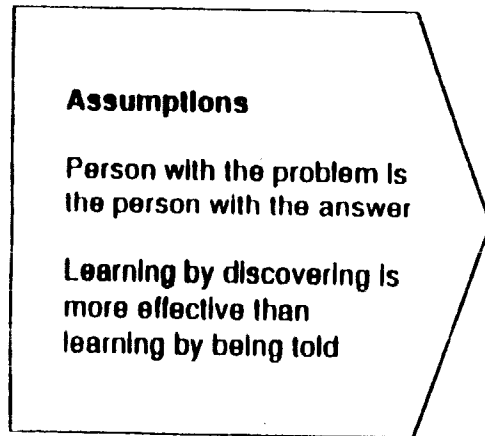 Assumptions
Person with the problem is
the person with the answer
Learning by discovering is
more effective than
learning by being told